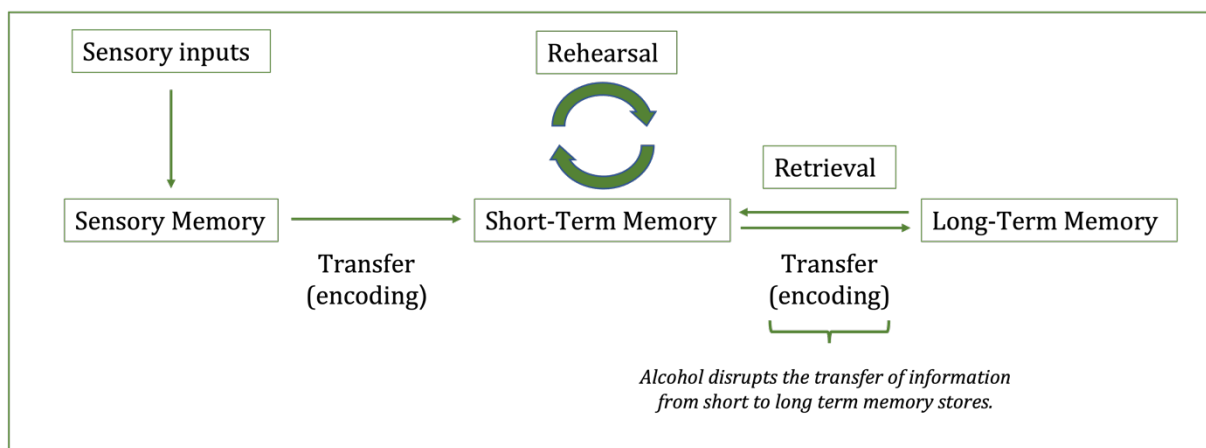 Sensory inputs
Rehearsal
Retrieval
Sensory Memory
Short-Term Memory
Long-Term Memory
Transfer
(encoding)
Transfer
(encoding)
Alcohol disrupts the transfer of information
from short to long term memory stores.